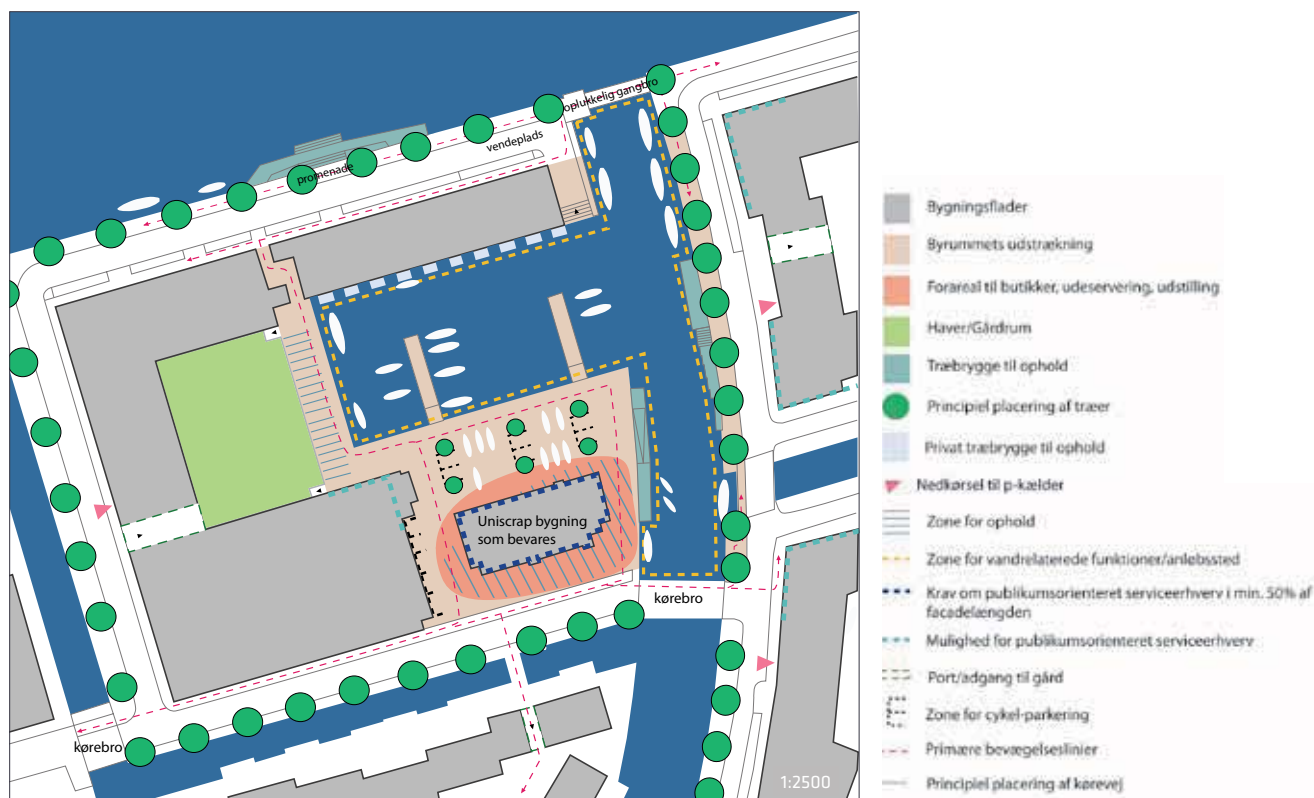 oplukkelig gangbro
vendeplads
promenade
Uniscrap bygning
som bevares
kørebro
kørebro
1:2500
Bygningsflader
Byrummets udstrækning
Forareal til butikker, udeservering, udstilling
Haver/Gårdrum
Træbrygge til ophold
Principiel placering af træer
Privat træbrygge til ophold
Nedkørsel til p-kælder
Zone for ophold
Zone for vandrelaterede funktioner/anløbssted
Krav om publikumsorienteret serviceerhverv i min. 50% af
facadelængden
Mulighed for publikumsorienteret serviceerhverv
Port/adgang til gård
Zone for cykel-parkering
Primære bevægelseslinier
Principiel placering af kørevej